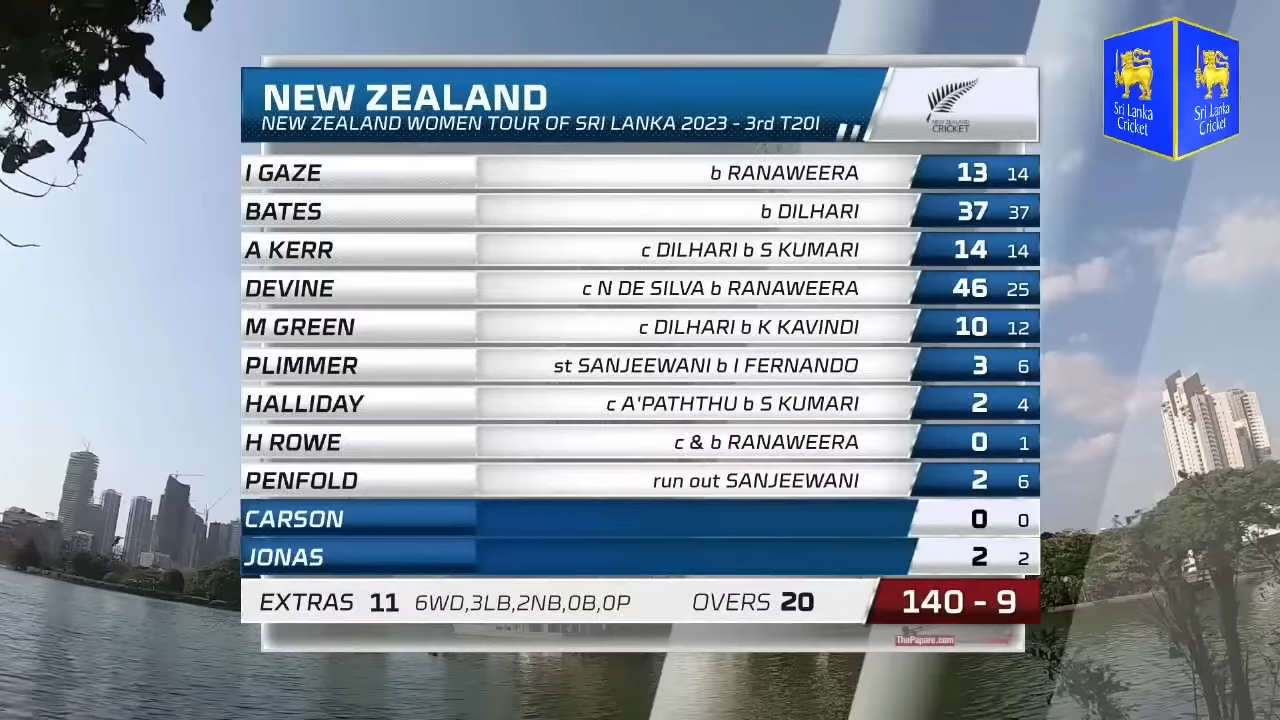 NEW ZEALAND
NEW ZEALAND WOMEN TOUR OF SRI LANKA 2023 - 3rd T20I
NEW ZEALAND
CRICKET
Sri Lanka
Cricket
Sri Lanka
Cricket
I GAZE b RANAWEERA 13 14
BATES b DILHARI 37 37
A KERR c DILHARI b S KUMARI 14 14
DEVINE c N DE SILVA b RANAWEERA 46 25
M GREEN c DILHARI b K KAVINDI 10 12
PLIMMER st SANJEEWANI b I FERNANDO 3 6
HALLIDAY c A'PATHTHU b S KUMARI 2 4
H ROWE c & b RANAWEERA 0 1
PENFOLD run out SANJEEWANI 2 6
CARSON 0 0
JONAS 2 2
EXTRAS 11 6WD,3LB,2NB,0B,0P OVERS 20 140 - 9
ThePapare.com